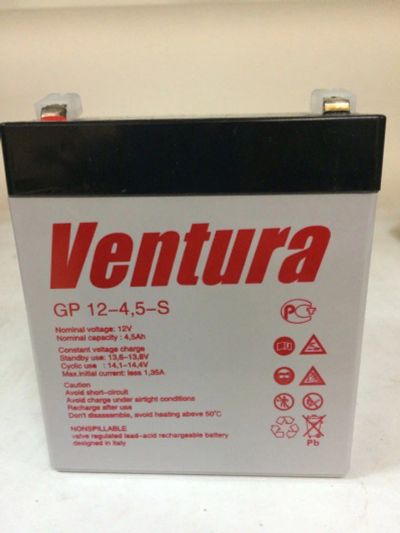 Ventura
GP 12-4,5-S
Nominal voltage: 12V
Nominal capacity : 4,5Ah
Constant voltage charge
Standby use: 13,6-13,8V
Cyclic use : 14,1-14,4V
Max.initial current: less 1,35A
Caution
Avoid short-circuit
Avoid charge under airtight conditions
Recharge after use
Don't disassemble, avoid heating above 50°C
NONSPILLABLE
valve regulated lead-acid rechargeable battery
designed in Italy
Pb